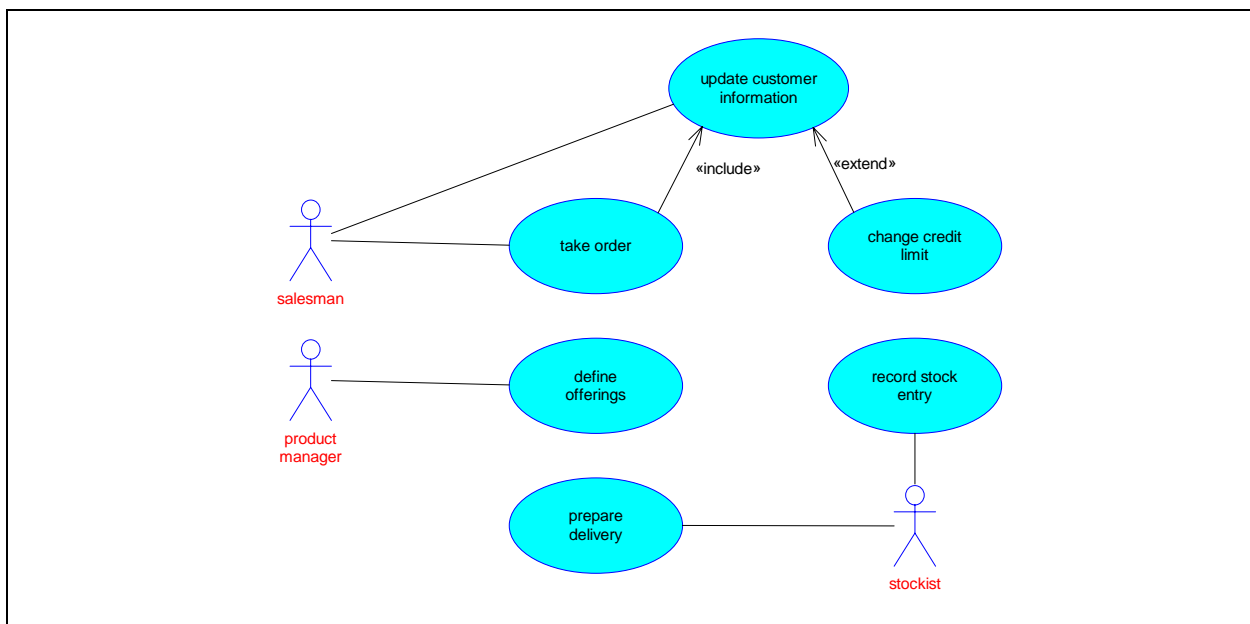 update customer
information
«include»
«extend»
take order
change credit
limit
salesman
define
offerings
record stock
entry
product
manager
prepare
delivery
stockist